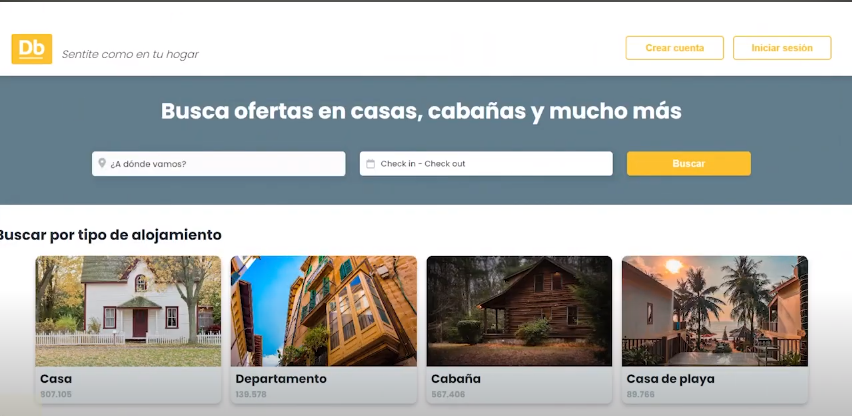 Db
Sentite como en tu hogar
Crear cuenta
Iniciar sesión
Busca ofertas en casas, cabañas y mucho más
¿A dónde vamos?
Check in - Check out
Buscar
Buscar por tipo de alojamiento
Casa
Departamento
Cabaña
Casa de playa
807.105
139.578
567.406
89.766